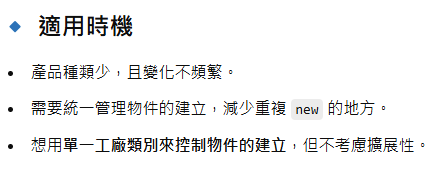 適用時機
產品種類少，且變化不頻繁。
需要統一管理物件的建立，減少重複 new 的地方。
想用單一工廠類別來控制物件的建立，但不考慮擴展性。